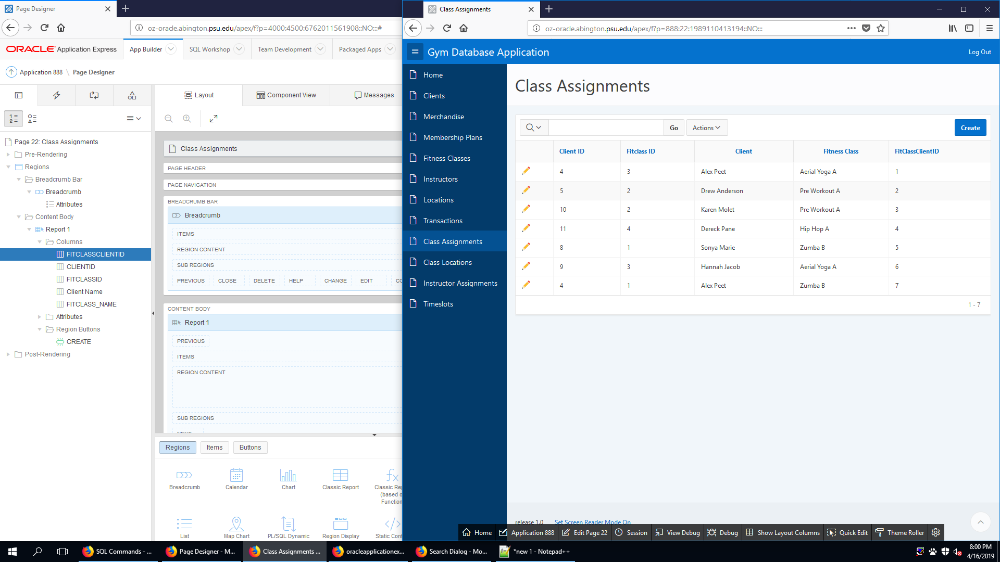 Page Designer
oz-oracle.abington.psu.edu/apex/f?p=4000:4500:6762011561908::NO:::#
ORACLE Application Express
App Builder
SQL Workshop
Team Development
Packaged Apps
Application 888 \ Page Designer
Layout
Component View
Messages
Page 22: Class Assignments
Pre-Rendering
Regions
Breadcrumb Bar
Breadcrumb
Attributes
Content Body
Report 1
Columns
FITCLASSCLIENTID
CLIENTID
FITCLASSID
Client Name
FITCLASS_NAME
Attributes
Region Buttons
CREATE
Post-Rendering
Class Assignments
PAGE HEADER
PAGE NAVIGATION
BREADCRUMB BAR
Breadcrumb
ITEMS
REGION CONTENT
SUB REGIONS
PREVIOUS CLOSE DELETE HELP CHANGE EDIT
CONTENT BODY
Report 1
PREVIOUS
ITEMS
REGION CONTENT
SUB REGIONS
NEXT
Regions Items Buttons
Breadcrumb
Calendar
Chart
Classic Report
Classic Rep
(based o
Function
List
Map Chart
PL/SQL Dynamic
Region Display
Static Cont
Class Assignments
oz-oracle.abington.psu.edu/apex/f?p=888:22:1989110413194::NO:::
Gym Database Application
Log Out
Home
Clients
Merchandise
Membership Plans
Fitness Classes
Instructors
Locations
Transactions
Class Assignments
Class Locations
Instructor Assignments
Timeslots
Class Assignments
Go Actions Create
Client ID Fitclass ID Client Fitness Class FitClassClientID
4 3 Alex Peet Aerial Yoga A 1
5 2 Drew Anderson Pre Workout A 2
10 2 Karen Molet Pre Workout A 3
11 4 Dereck Pane Hip Hop A 4
8 1 Sonya Marie Zumba B 5
9 3 Hannah Jacob Aerial Yoga A 6
4 1 Alex Peet Zumba B 7
1 - 7
release 1.0 Set Screen Reader Mode On
Home Application 888 Edit Page 22 Session View Debug Debug Show Layout Columns Quick Edit Theme Roller
SQL Commands - ...
Page Designer - M...
Class Assignments ...
oracleapplicationex...
Search Dialog - Mo...
*new 1 - Notepad++
8:00 PM
4/16/2019